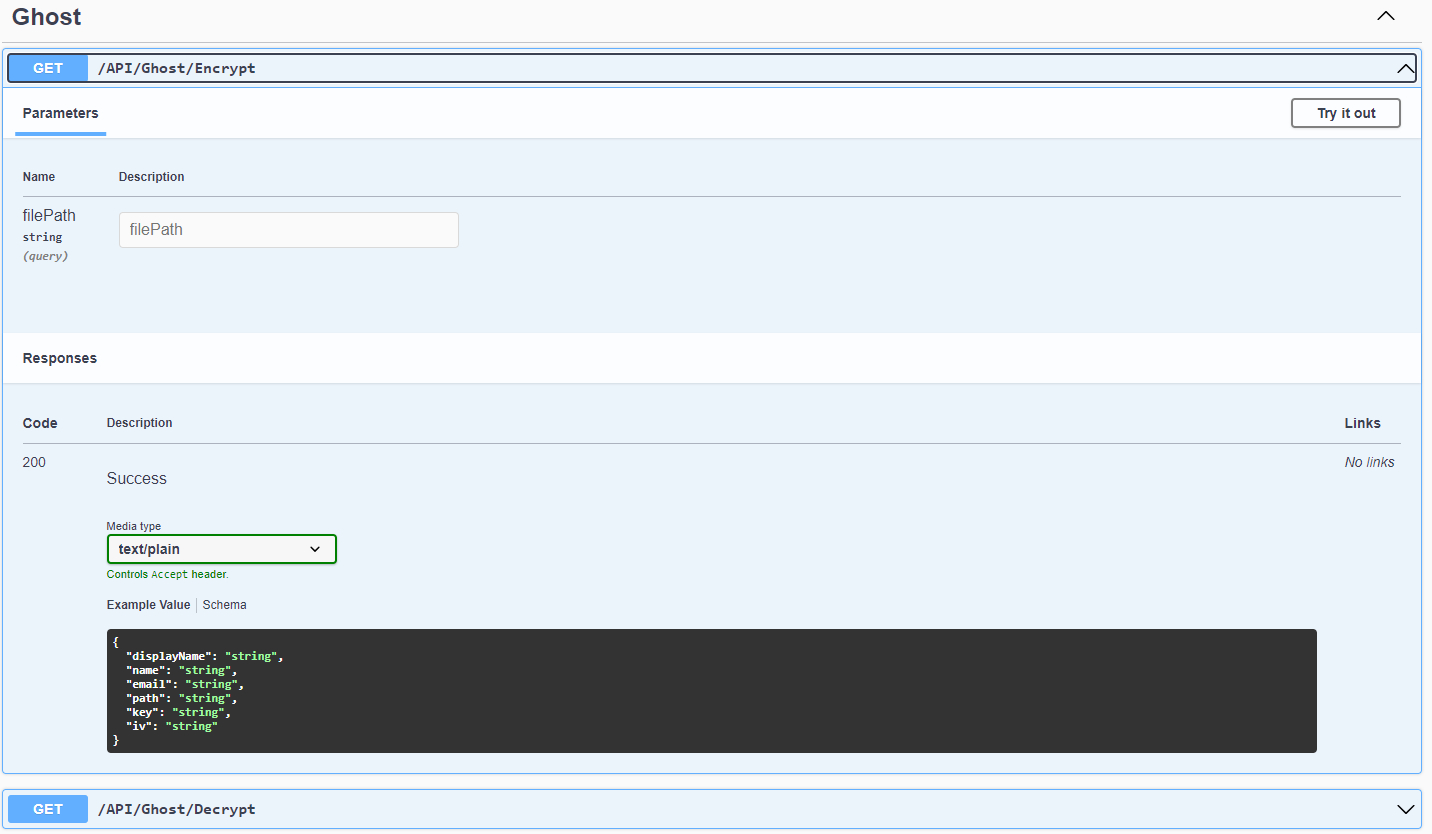 Ghost
GET /API/Ghost/Encrypt
Parameters
Try it out
Name Description
filePath
string
(query)
filePath
Responses
Code Description Links
200
Success
No links
Media type
text/plain
Controls Accept header.
Example Value | Schema
{
  "displayName": "string",
  "name": "string",
  "email": "string",
  "path": "string",
  "key": "string",
  "iv": "string"
}
GET /API/Ghost/Decrypt